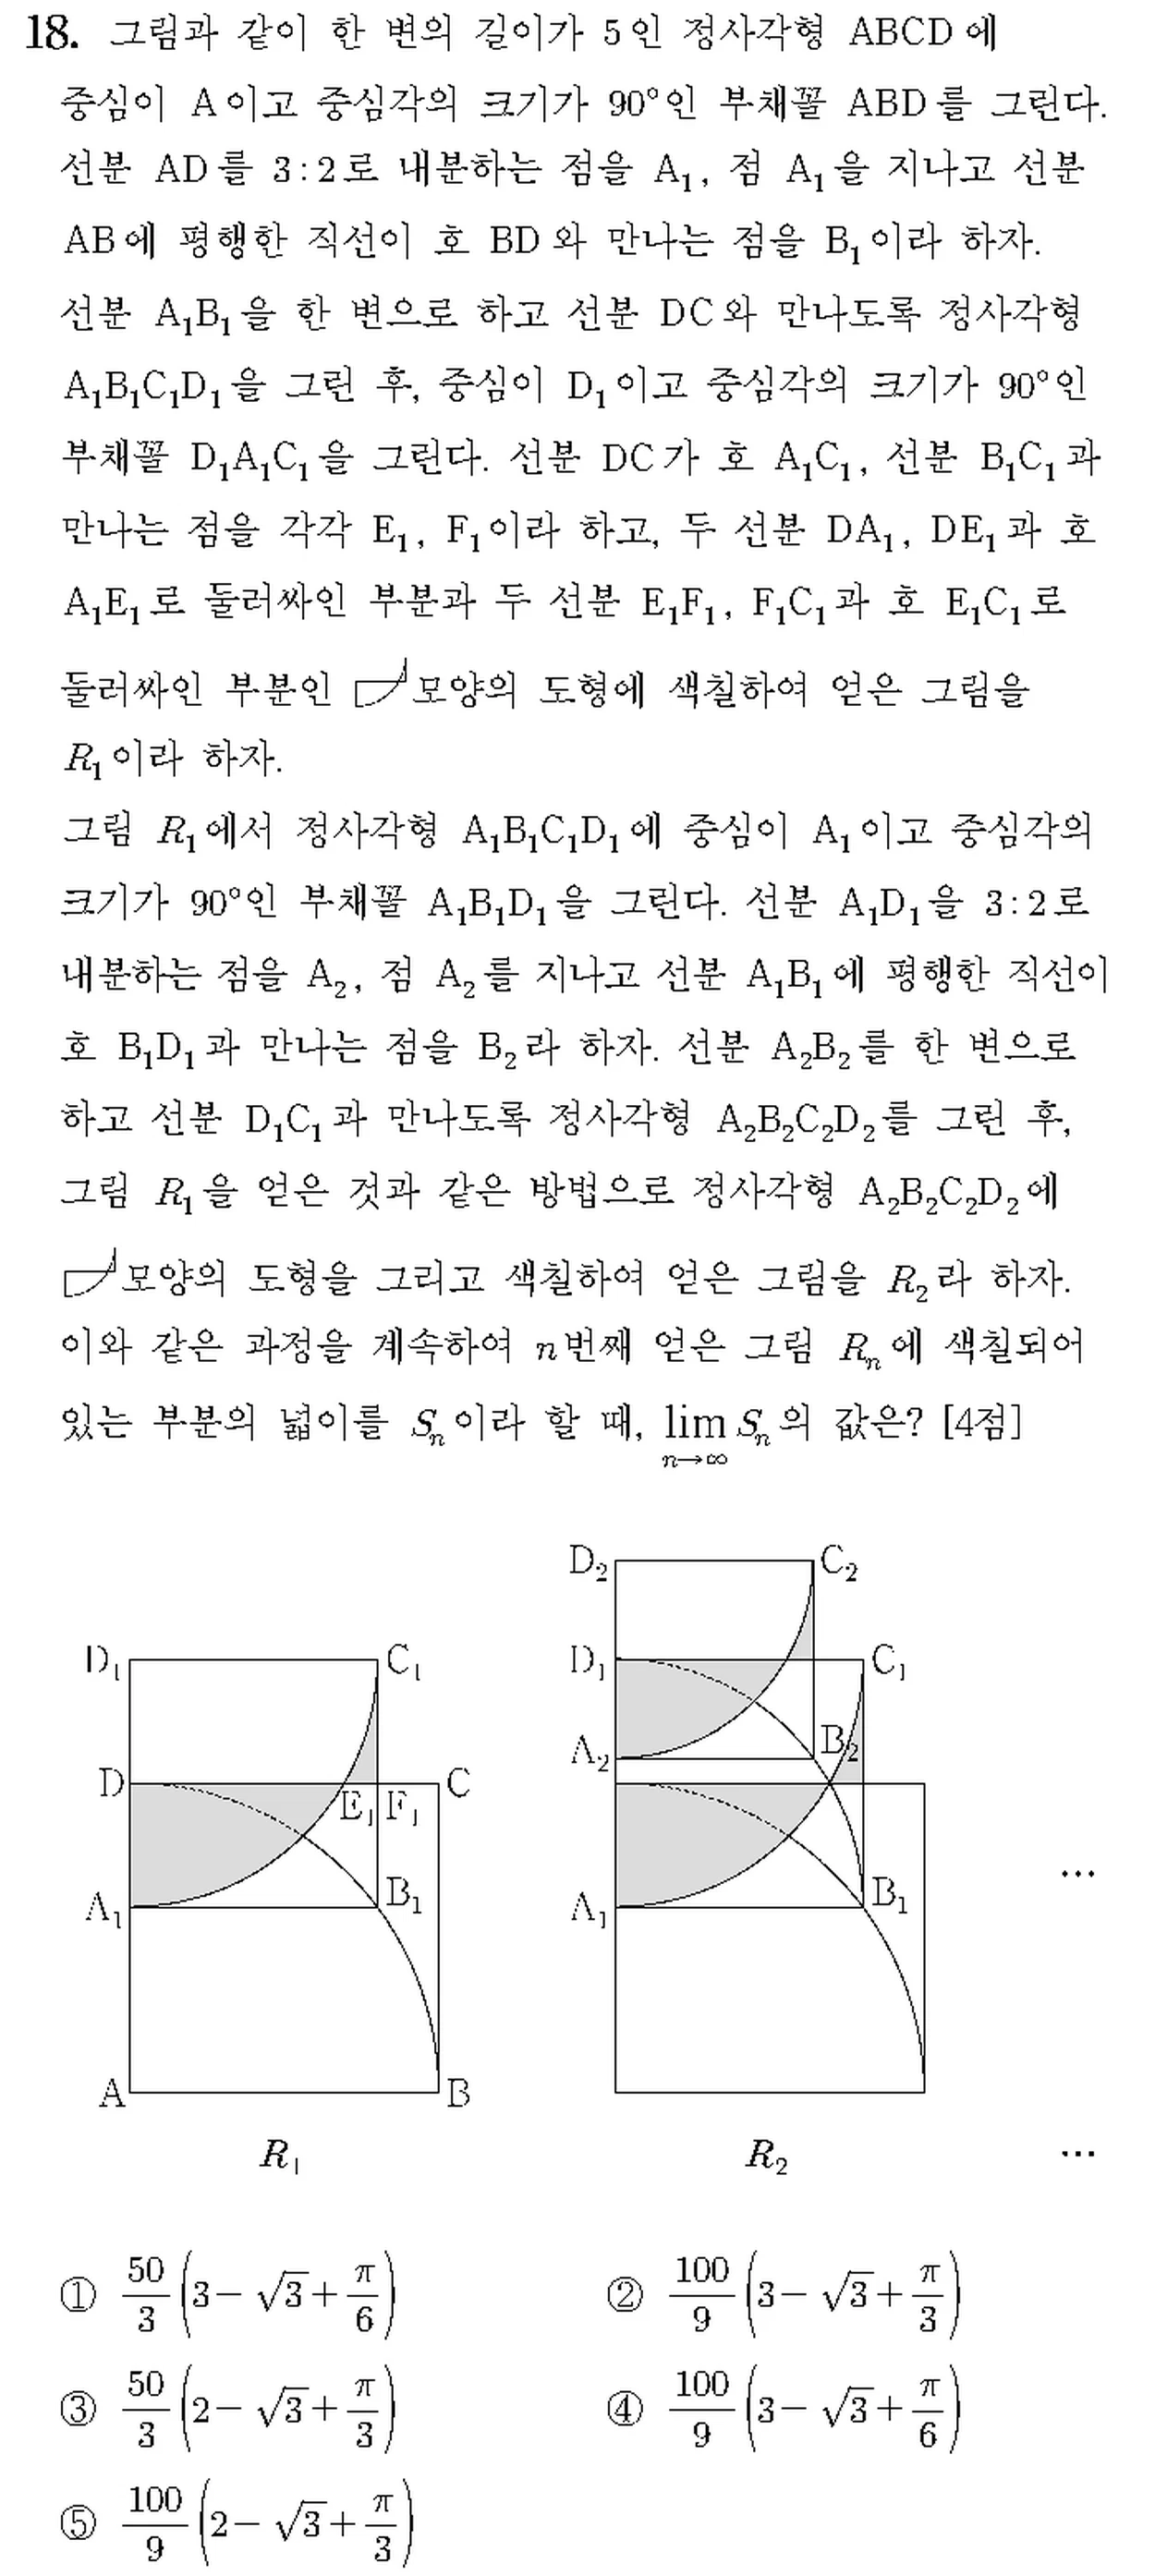 18. 그림과 같이 한 변의 길이가 5인 정사각형 ABCD에
중심이 A이고 중심각의 크기가 90°인 부채꼴 ABD를 그린다.
선분 AD를 3:2로 내분하는 점을 A₁, 점 A₁을 지나고 선분
AB에 평행한 직선이 호 BD와 만나는 점을 B₁이라 하자.
선분 A₁B₁을 한 변으로 하고 선분 DC와 만나도록 정사각형
A₁B₁C₁D₁을 그린 후, 중심이 D₁이고 중심각의 크기가 90°인
부채꼴 D₁A₁C₁을 그린다. 선분 DC가 호 A₁C₁, 선분 B₁C₁과
만나는 점을 각각 E₁, F₁이라 하고, 두 선분 DA₁, DE₁과 호
A₁E₁로 둘러싸인 부분과 두 선분 E₁F₁, F₁C₁과 호 E₁C₁로
둘러싸인 부분인 모양의 도형에 색칠하여 얻은 그림을
R₁이라 하자.
그림 R₁에서 정사각형 A₁B₁C₁D₁에 중심이 A₁이고 중심각의
크기가 90°인 부채꼴 A₁B₁D₁을 그린다. 선분 A₁D₁을 3:2로
내분하는 점을 A₂, 점 A₂를 지나고 선분 A₁B₁에 평행한 직선이
호 B₁D₁과 만나는 점을 B₂라 하자. 선분 A₂B₂를 한 변으로
하고 선분 D₁C₁과 만나도록 정사각형 A₂B₂C₂D₂를 그린 후,
그림 R₁을 얻은 것과 같은 방법으로 정사각형 A₂B₂C₂D₂에
모양의 도형을 그리고 색칠하여 얻은 그림을 R₂라 하자.
이와 같은 과정을 계속하여 n번째 얻은 그림 Rₙ에 색칠되어
있는 부분의 넓이를 Sₙ이라 할 때, lim Sₙ의 값은? [4점]
n→∞
D₁ C₁
D C
E₁ F₁
A₁ B₁
A B
R₁
D₂ C₂
D₁ C₁
A₂ B₂
A₁ B₁
R₂
…
…
① 50/3 (3−√3+π/6)
② 100/9 (3−√3+π/3)
③ 50/3 (2−√3+π/3)
④ 100/9 (3−√3+π/6)
⑤ 100/9 (2−√3+π/3)